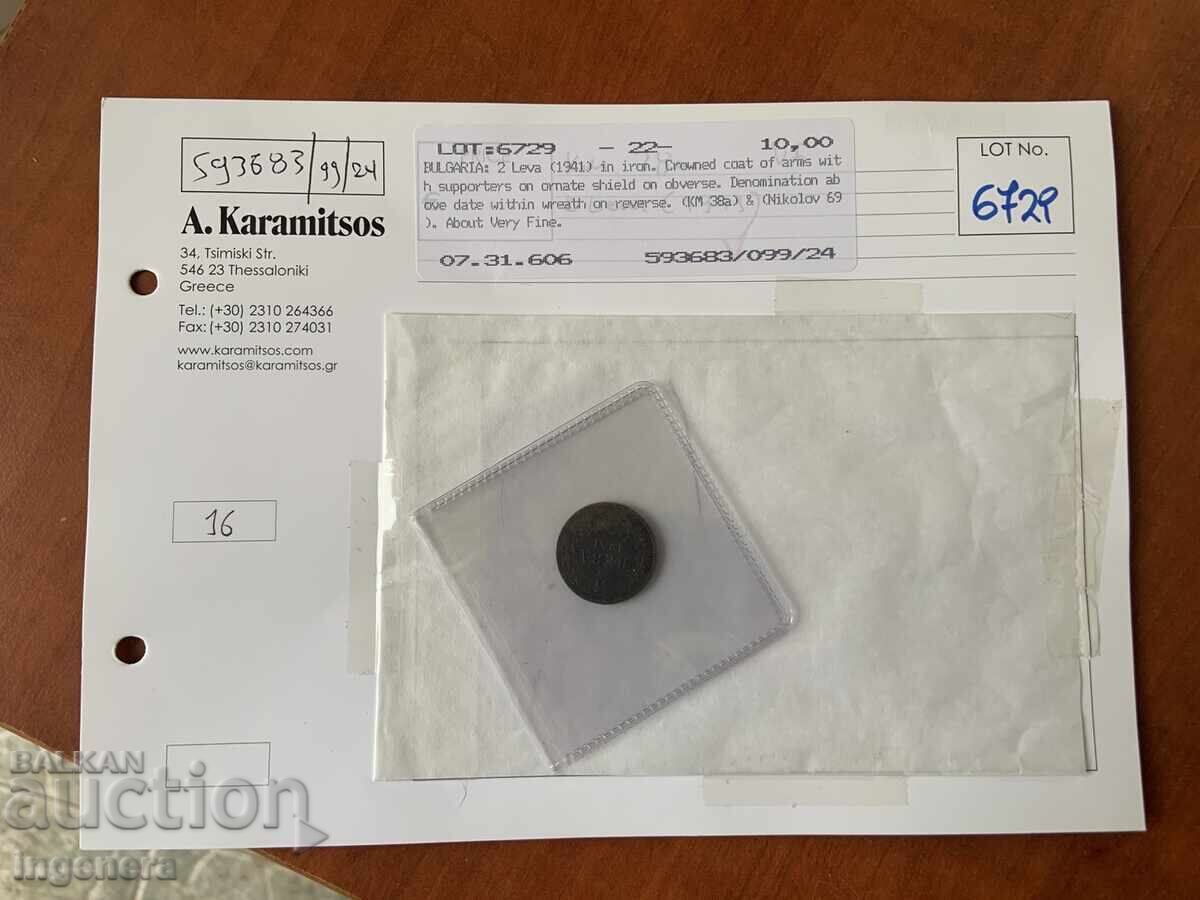 593683/99/24
A. Karamitsos
34, Tsimiski Str.
546 23 Thessaloniki
Greece
Tel.: (+30) 2310 264366
Fax: (+30) 2310 274031
www.karamitsos.com
karamitsos@karamitsos.gr
LOT:6729 -22- 10,00
BULGARIA: 2 Leva (1941) in iron. Crowned coat of arms wit
h supporters on ornate shield on obverse. Denomination ab
ove date within wreath on reverse. (KM 38a) & (Nikolov 69
). About Very Fine.
07.31.606 593683/099/24
LOT No.
6729
16
BALKAN
auction
ingenera